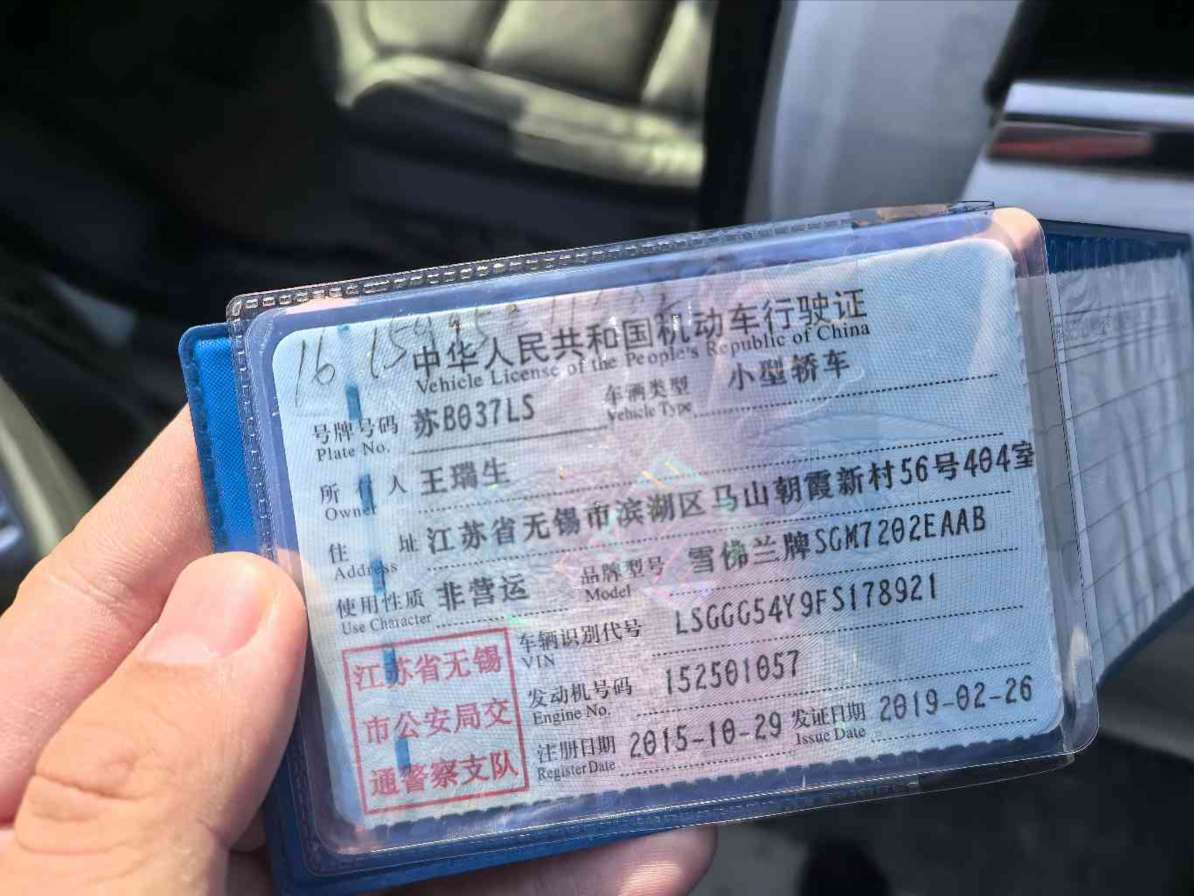 中华人民共和国机动车行驶证
Vehicle License of the People's Republic of China
号牌号码 苏B037LS 车辆类型 小型轿车
Plate No. Vehicle Type
所有人 王瑞生
Owner
住址 江苏省无锡市滨湖区马山朝霞新村56号404室
Address
使用性质 非营运 品牌型号 雪佛兰牌SGM7202EAAB
Use Character Model
车辆识别代号 LSGGG54Y9FS178921
VIN
发动机号码 152501057
Engine No.
注册日期 2015-10-29 发证日期 2019-02-26
Register Date Issue Date
江苏省无锡
市公安局交
通警察支队